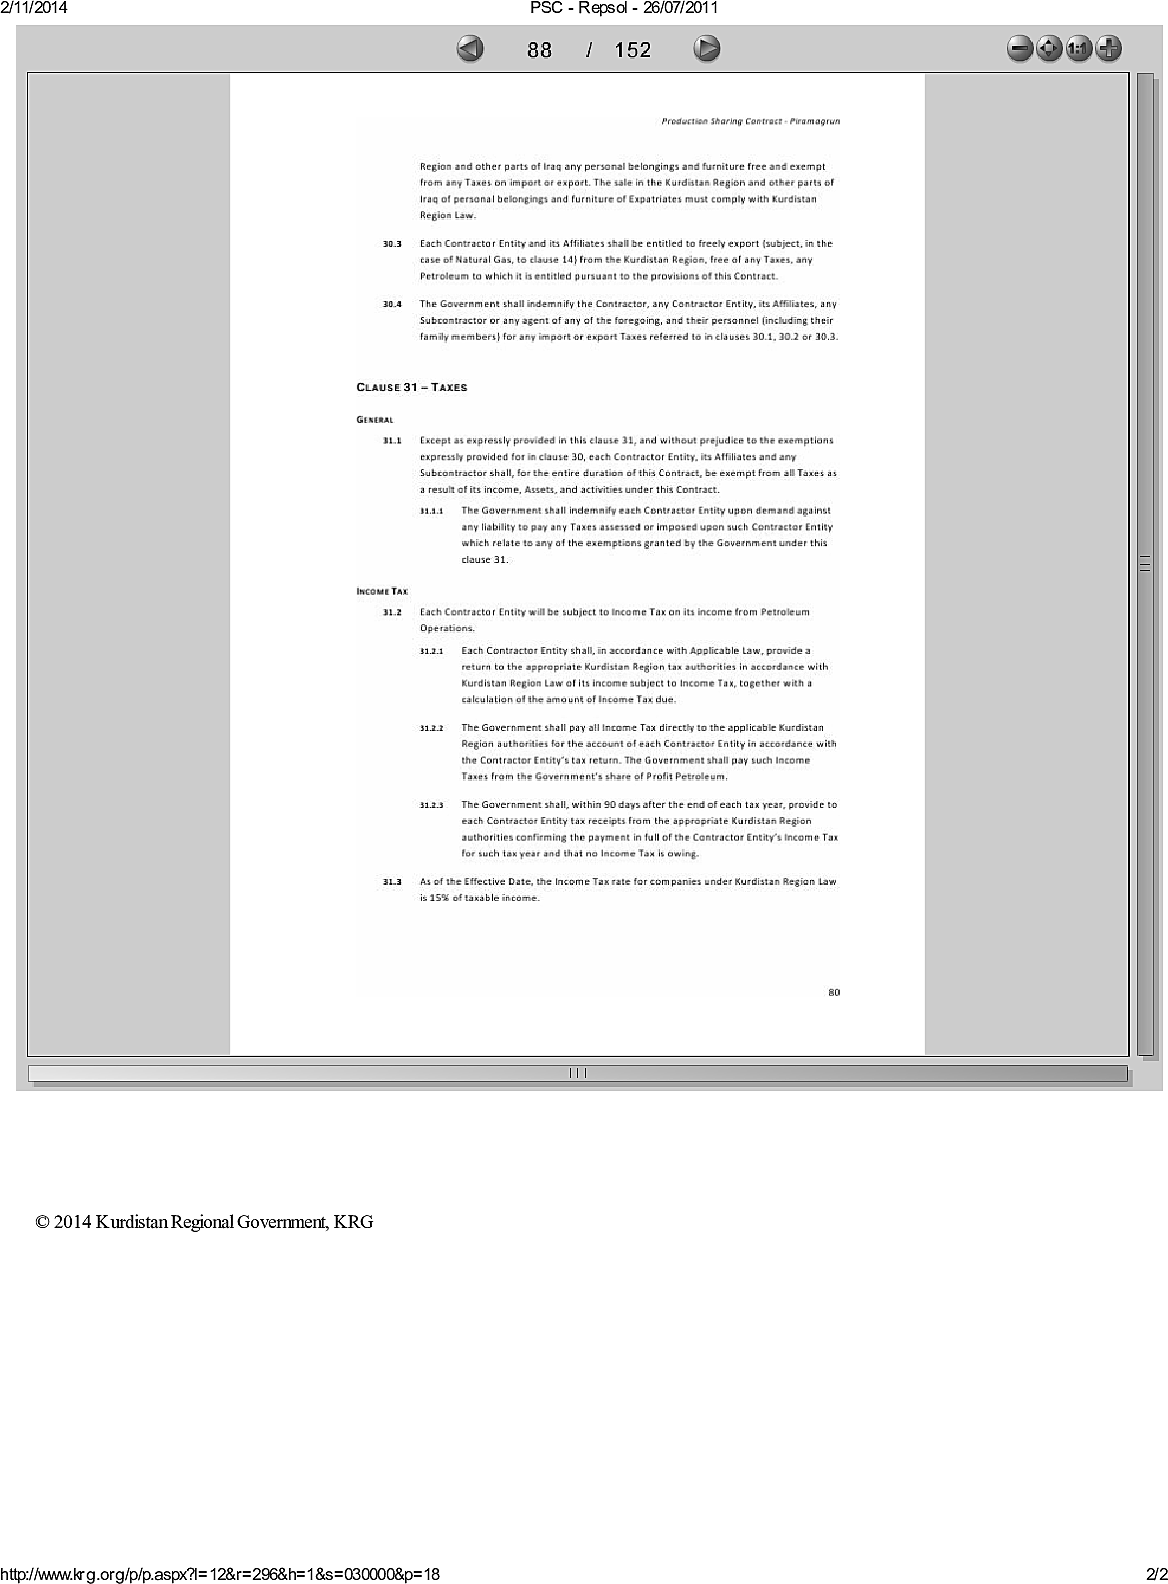 2/11/2014
PSC - Repsol - 26/07/2011
88 / 152
1:1
Production Sharing Contract - Piramagrun
Region and other parts of Iraq any personal belongings and furniture free and exempt
from any Taxes on import or export. The sale in the Kurdistan Region and other parts of
Iraq of personal belongings and furniture of Expatriates must comply with Kurdistan
Region Law.
30.3 Each Contractor Entity and its Affiliates shall be entitled to freely export (subject, in the
case of Natural Gas, to clause 14) from the Kurdistan Region, free of any Taxes, any
Petroleum to which it is entitled pursuant to the provisions of this Contract.
30.4 The Government shall indemnify the Contractor, any Contractor Entity, its Affiliates, any
Subcontractor or any agent of any of the foregoing, and their personnel (including their
family members) for any import or export Taxes referred to in clauses 30.1, 30.2 or 30.3.
CLAUSE 31 – TAXES
GENERAL
31.1 Except as expressly provided in this clause 31, and without prejudice to the exemptions
expressly provided for in clause 30, each Contractor Entity, its Affiliates and any
Subcontractor shall, for the entire duration of this Contract, be exempt from all Taxes as
a result of its income, Assets, and activities under this Contract.
31.1.1 The Government shall indemnify each Contractor Entity upon demand against
any liability to pay any Taxes assessed or imposed upon such Contractor Entity
which relate to any of the exemptions granted by the Government under this
clause 31.
INCOME TAX
31.2 Each Contractor Entity will be subject to Income Tax on its income from Petroleum
Operations.
31.2.1 Each Contractor Entity shall, in accordance with Applicable Law, provide a
return to the appropriate Kurdistan Region tax authorities in accordance with
Kurdistan Region Law of its income subject to Income Tax, together with a
calculation of the amount of Income Tax due.
31.2.2 The Government shall pay all Income Tax directly to the applicable Kurdistan
Region authorities for the account of each Contractor Entity in accordance with
the Contractor Entity's tax return. The Government shall pay such Income
Taxes from the Government's share of Profit Petroleum.
31.2.3 The Government shall, within 90 days after the end of each tax year, provide to
each Contractor Entity tax receipts from the appropriate Kurdistan Region
authorities confirming the payment in full of the Contractor Entity's Income Tax
for such tax year and that no Income Tax is owing.
31.3 As of the Effective Date, the Income Tax rate for companies under Kurdistan Region Law
is 15% of taxable income.
80
© 2014 Kurdistan Regional Government, KRG
http://www.krg.org/p/p.aspx?l=12&r=296&h=1&s=030000&p=18
2/2